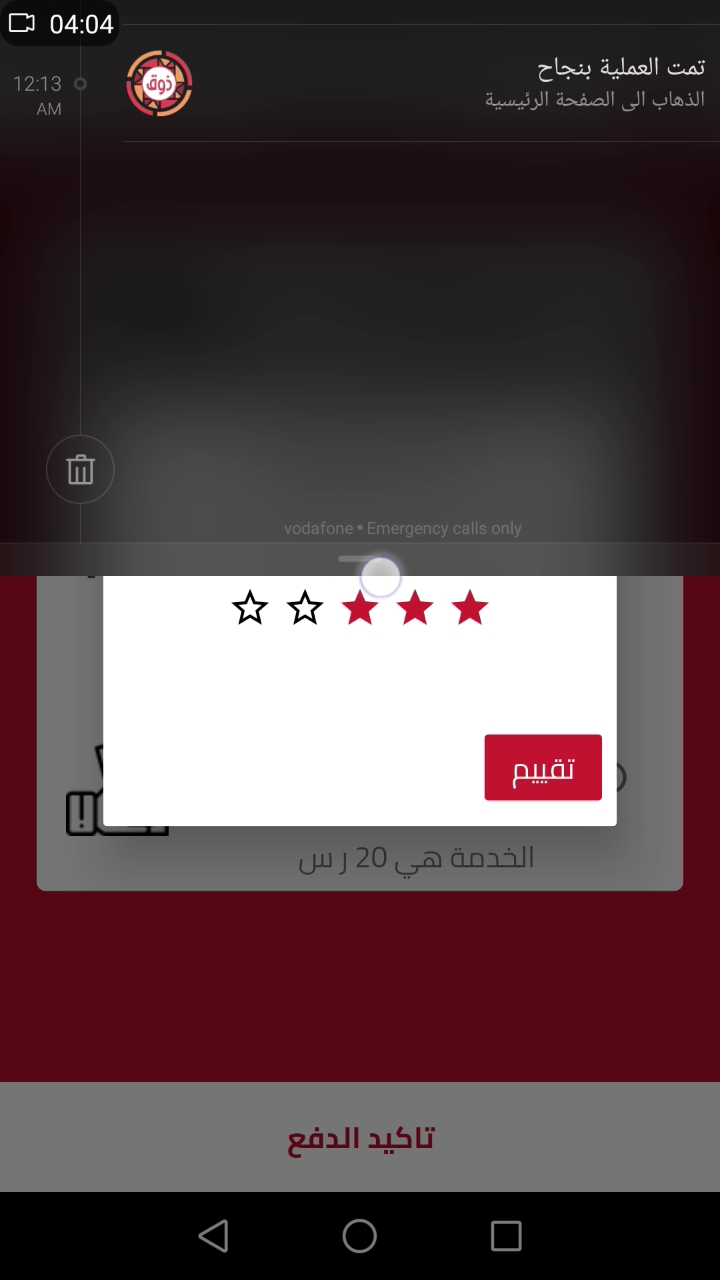 04:04
12:13
AM
ذوق
تمت العملية بنجاح
الذهاب الى الصفحة الرئيسية
vodafone • Emergency calls only
تقييم
الخدمة هي 20 ر س
تاكيد الدفع